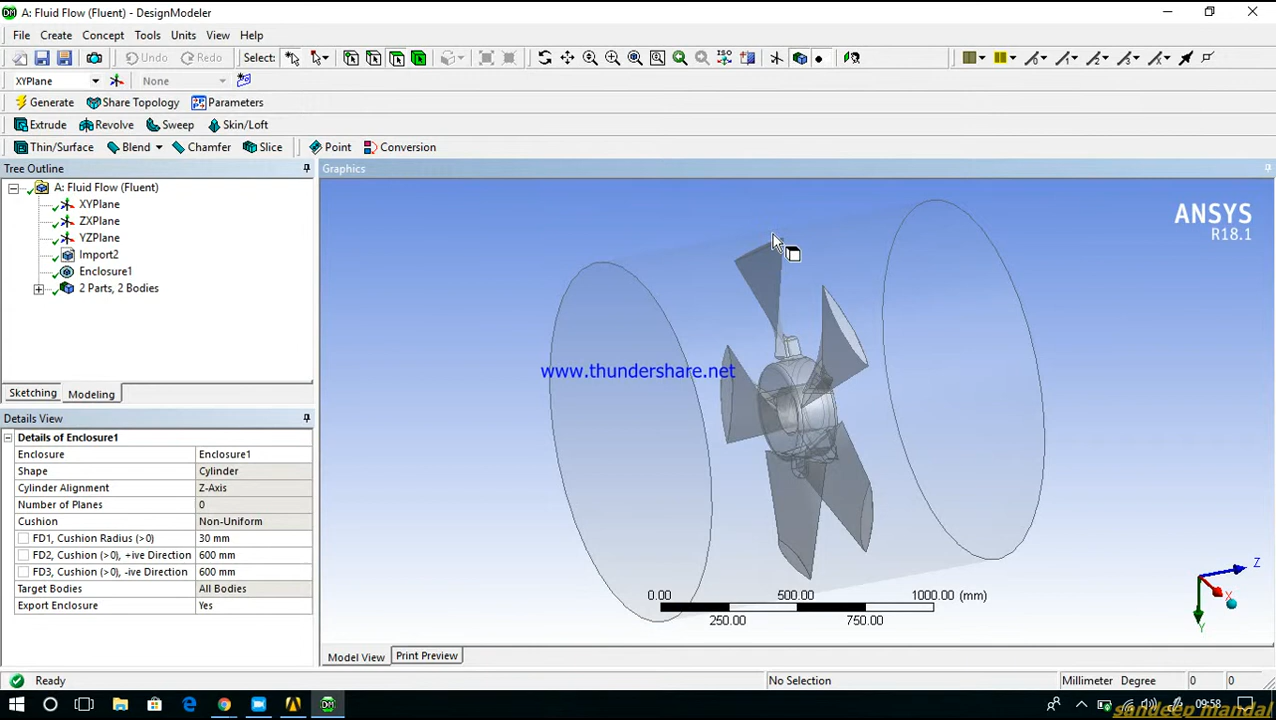 A: Fluid Flow (Fluent) - DesignModeler
File Create Concept Tools Units View Help
Undo Redo Select:
XYPlane None
Generate Share Topology Parameters
Extrude Revolve Sweep Skin/Loft
Thin/Surface Blend Chamfer Slice Point Conversion
Tree Outline
A: Fluid Flow (Fluent)
XYPlane
ZXPlane
YZPlane
Import2
Enclosure1
2 Parts, 2 Bodies
Sketching Modeling
Details View
Details of Enclosure1
Enclosure Enclosure1
Shape Cylinder
Cylinder Alignment Z-Axis
Number of Planes 0
Cushion Non-Uniform
FD1, Cushion Radius (>0) 30 mm
FD2, Cushion (>0), +ive Direction 600 mm
FD3, Cushion (>0), -ive Direction 600 mm
Target Bodies All Bodies
Export Enclosure Yes
Graphics
ANSYS
R18.1
www.thundershare.net
0.00 500.00 1000.00 (mm)
250.00 750.00
Z
X
Y
Model View Print Preview
Ready No Selection Millimeter Degree 0 0
DM 09:58
sandeep mandal